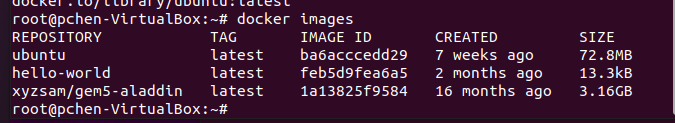 docker.io/library/ubuntu:latest
root@pchen-VirtualBox:~# docker images
REPOSITORY TAG IMAGE ID CREATED SIZE
ubuntu latest ba6acccedd29 7 weeks ago 72.8MB
hello-world latest feb5d9fea6a5 2 months ago 13.3kB
xyzsam/gem5-aladdin latest 1a13825f9584 16 months ago 3.16GB
root@pchen-VirtualBox:~#